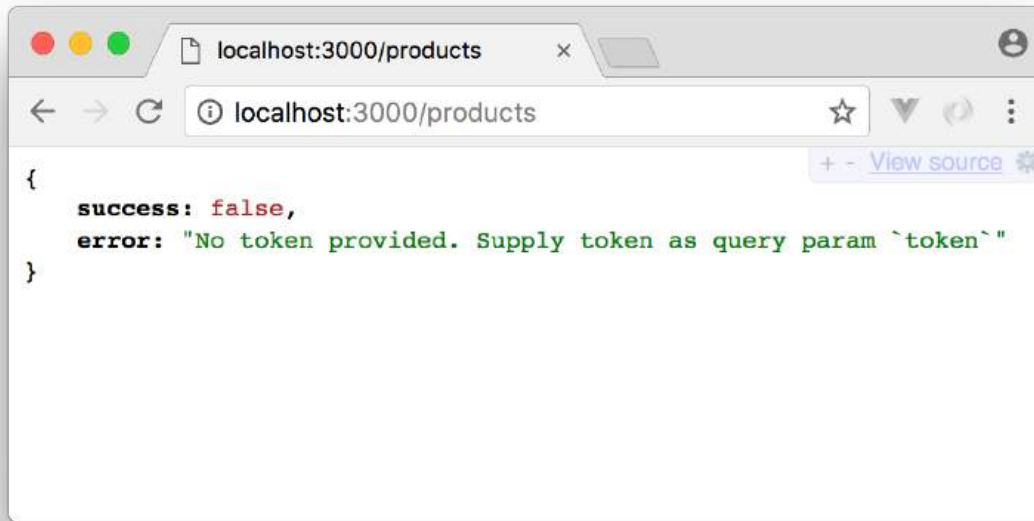 localhost:3000/products
localhost:3000/products
+ - View source
{
success: false,
error: "No token provided. Supply token as query param `token`"
}